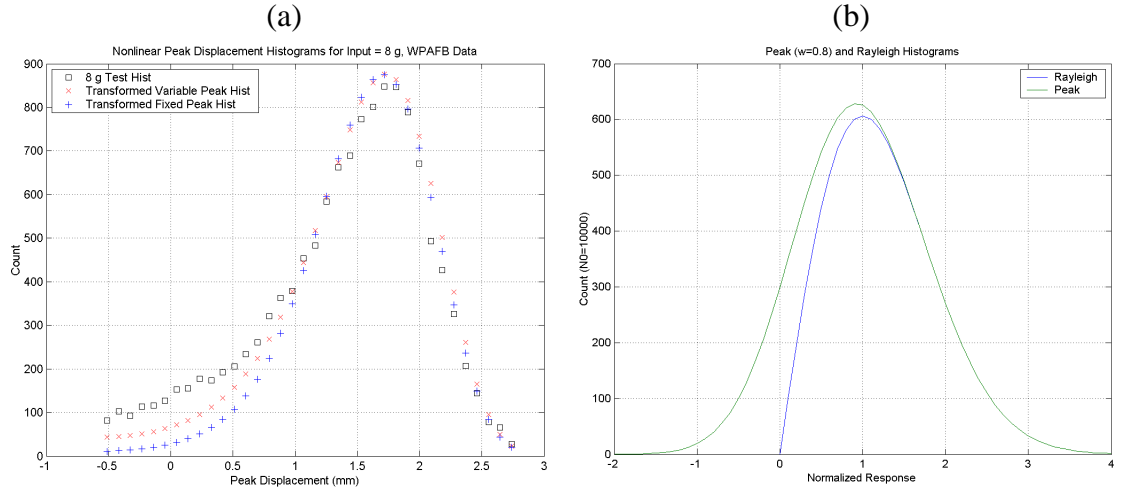 (a)
Nonlinear Peak Displacement Histograms for Input = 8 g, WPAFB Data
900
800
700
600
500
400
300
200
100
0
Count
8 g Test Hist
Transformed Variable Peak Hist
Transformed Fixed Peak Hist
-1
-0.5
0
0.5
1
1.5
2
2.5
3
Peak Displacement (mm)
(b)
Peak (w=0.8) and Rayleigh Histograms
700
600
500
400
300
200
100
0
Count (N0=10000)
Rayleigh
Peak
-2
-1
0
1
2
3
4
Normalized Response